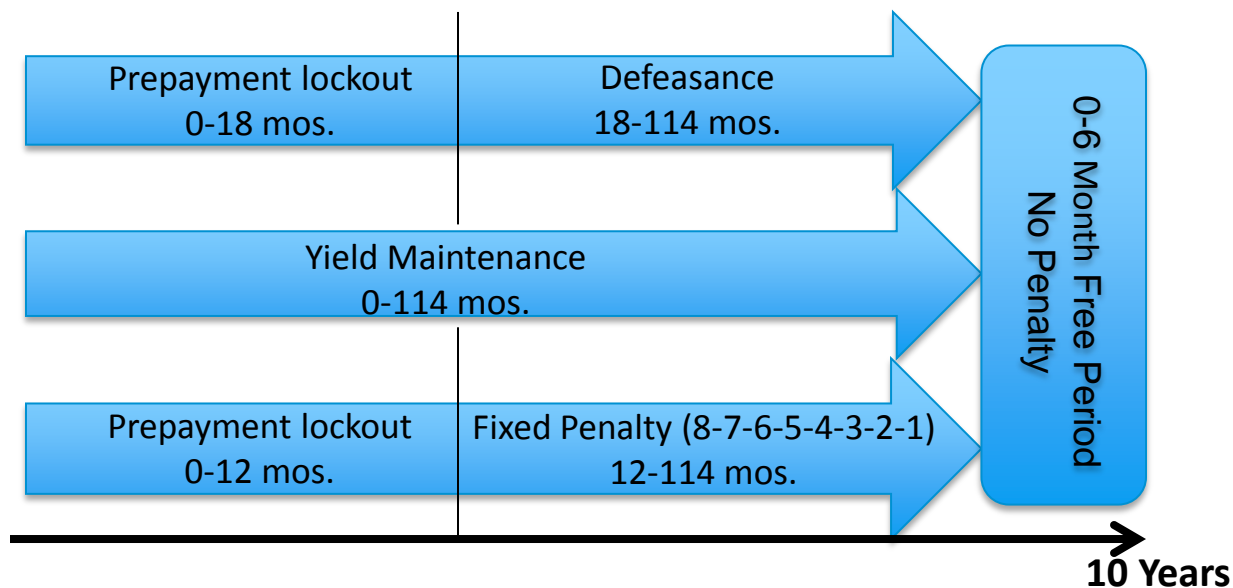 Prepayment lockout
0-18 mos.
Defeasance
18-114 mos.
Yield Maintenance
0-114 mos.
Prepayment lockout
0-12 mos.
Fixed Penalty (8-7-6-5-4-3-2-1)
12-114 mos.
0-6 Month Free Period
No Penalty
10 Years